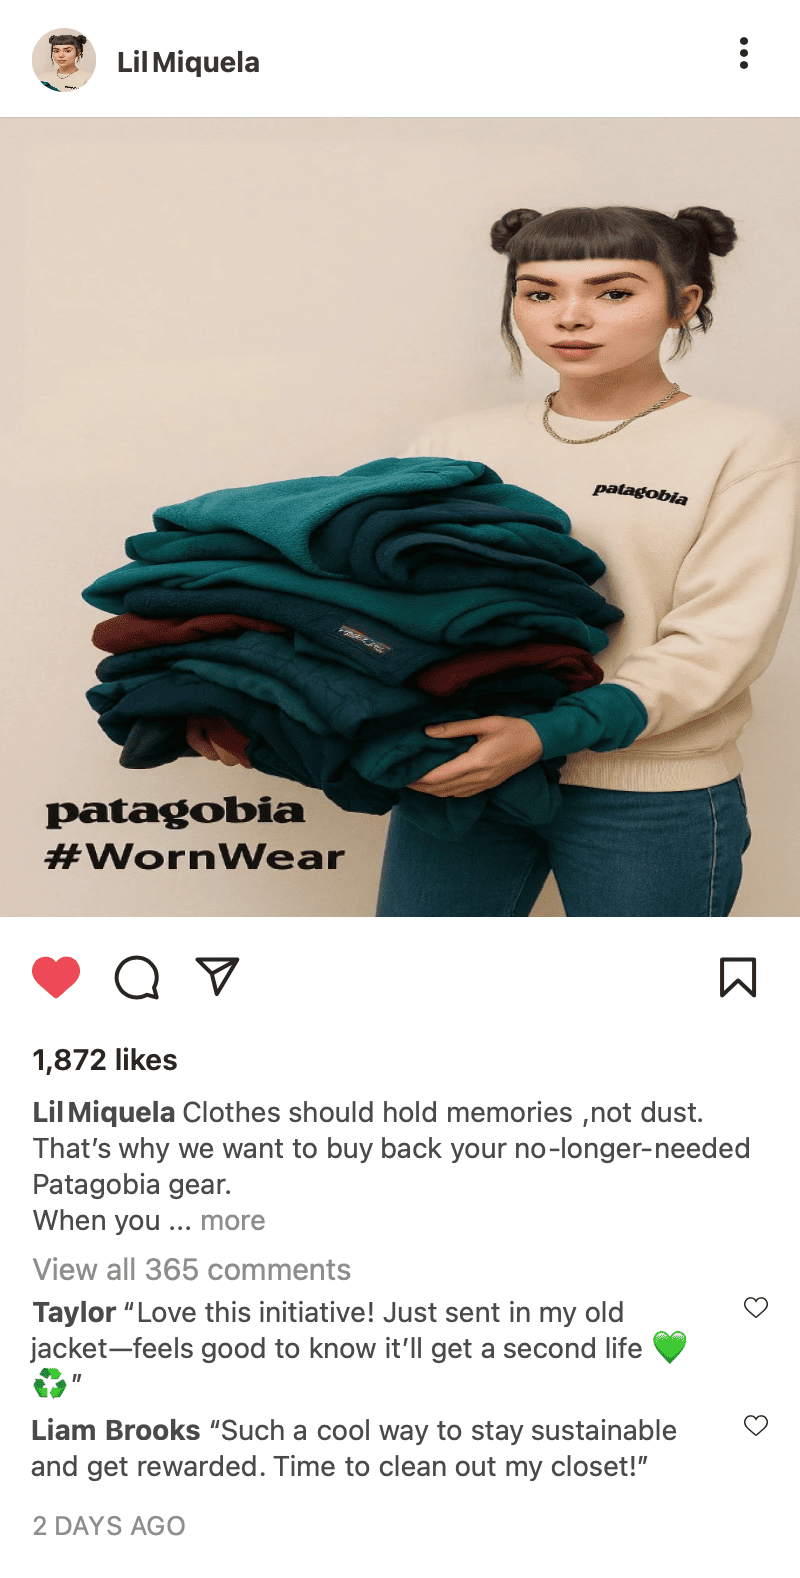 Lil Miquela
patagobia
patagobia
#WornWear
1,872 likes
Lil Miquela Clothes should hold memories ,not dust.
That's why we want to buy back your no-longer-needed
Patagobia gear.
When you ... more
View all 365 comments
Taylor “Love this initiative! Just sent in my old
jacket—feels good to know it'll get a second life 💚
♻️”
Liam Brooks “Such a cool way to stay sustainable
and get rewarded. Time to clean out my closet!”
2 DAYS AGO